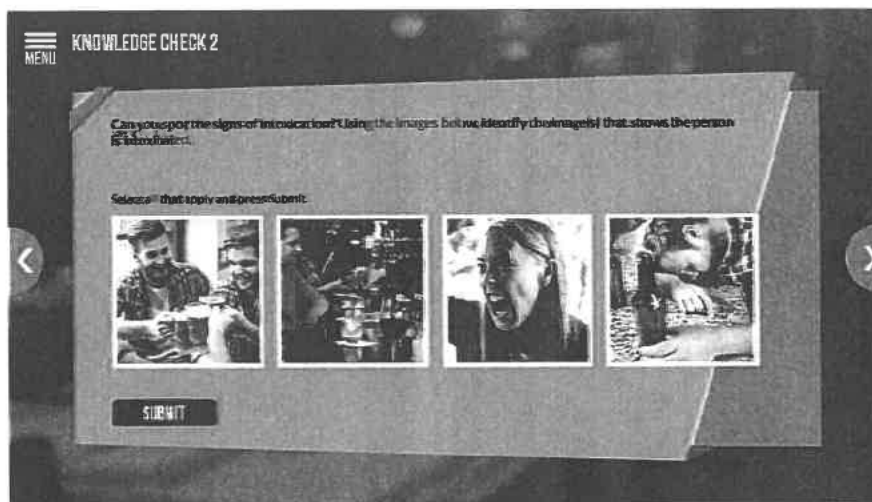 KNOWLEDGE CHECK 2
MENU
Can you spot the signs of intoxication? Using the images below, identify the image(s) that shows the person
is intoxicated.
Select all that apply and press Submit.
SUBMIT